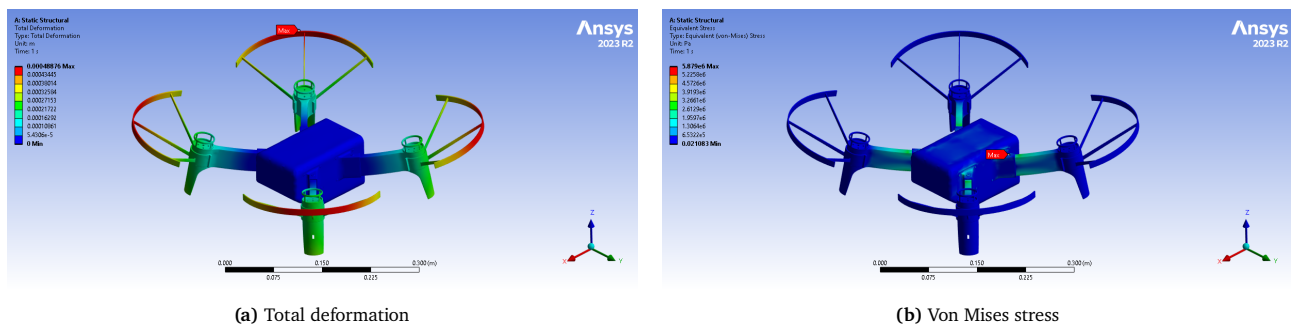 A: Static Structural
Total Deformation
Type: Total Deformation
Unit: m
Time: 1 s
0.00048876 Max
0.00043445
0.00038014
0.00032584
0.00027153
0.00021722
0.00016292
0.00010861
5.4306e-5
0 Min
Max
Ansys
2023 R2
Z
X
Y
0.000
0.150
0.300 (m)
0.075
0.225
(a) Total deformation
A: Static Structural
Equivalent Stress
Type: Equivalent (von-Mises) Stress
Unit: Pa
Time: 1 s
5.879e6 Max
5.2258e6
4.5726e6
3.9193e6
3.2661e6
2.6129e6
1.9597e6
1.3064e6
6.5322e5
0.021083 Min
Max
Ansys
2023 R2
Z
X
Y
0.000
0.150
0.300 (m)
0.075
0.225
(b) Von Mises stress